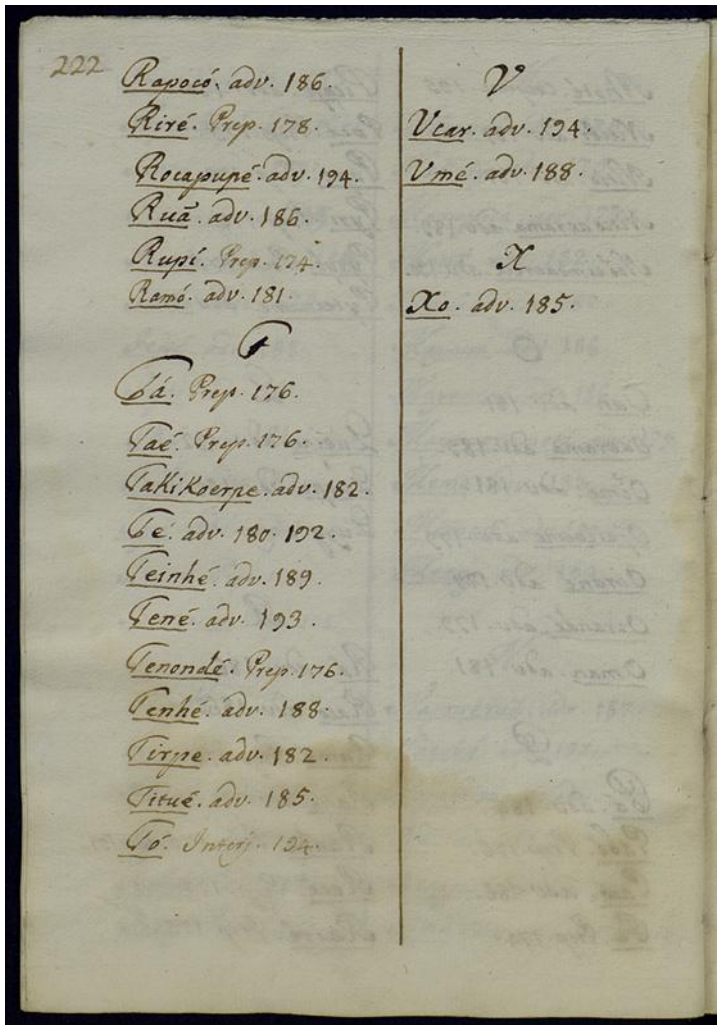 222
Rapocó. adv. 186.
Riré. Prep. 178.
Rocapupé. adv. 194.
Ruã. adv. 186.
Rupí. Prep. 174.
Ramó. adv. 181.
T
Tá. Prep. 176.
Taé. Prep. 176.
Takikoerpe. adv. 182.
Té. adv. 180. 192.
Teinhé. adv. 189.
Tené. adv. 193.
Tenondé. Prep. 176.
Tenhé. adv. 188.
Tirpe. adv. 182.
Titué. adv. 185.
Tó. Interj. 194.
V
Vcar. adv. 194.
Vmé. adv. 188.
X
Xo. adv. 185.